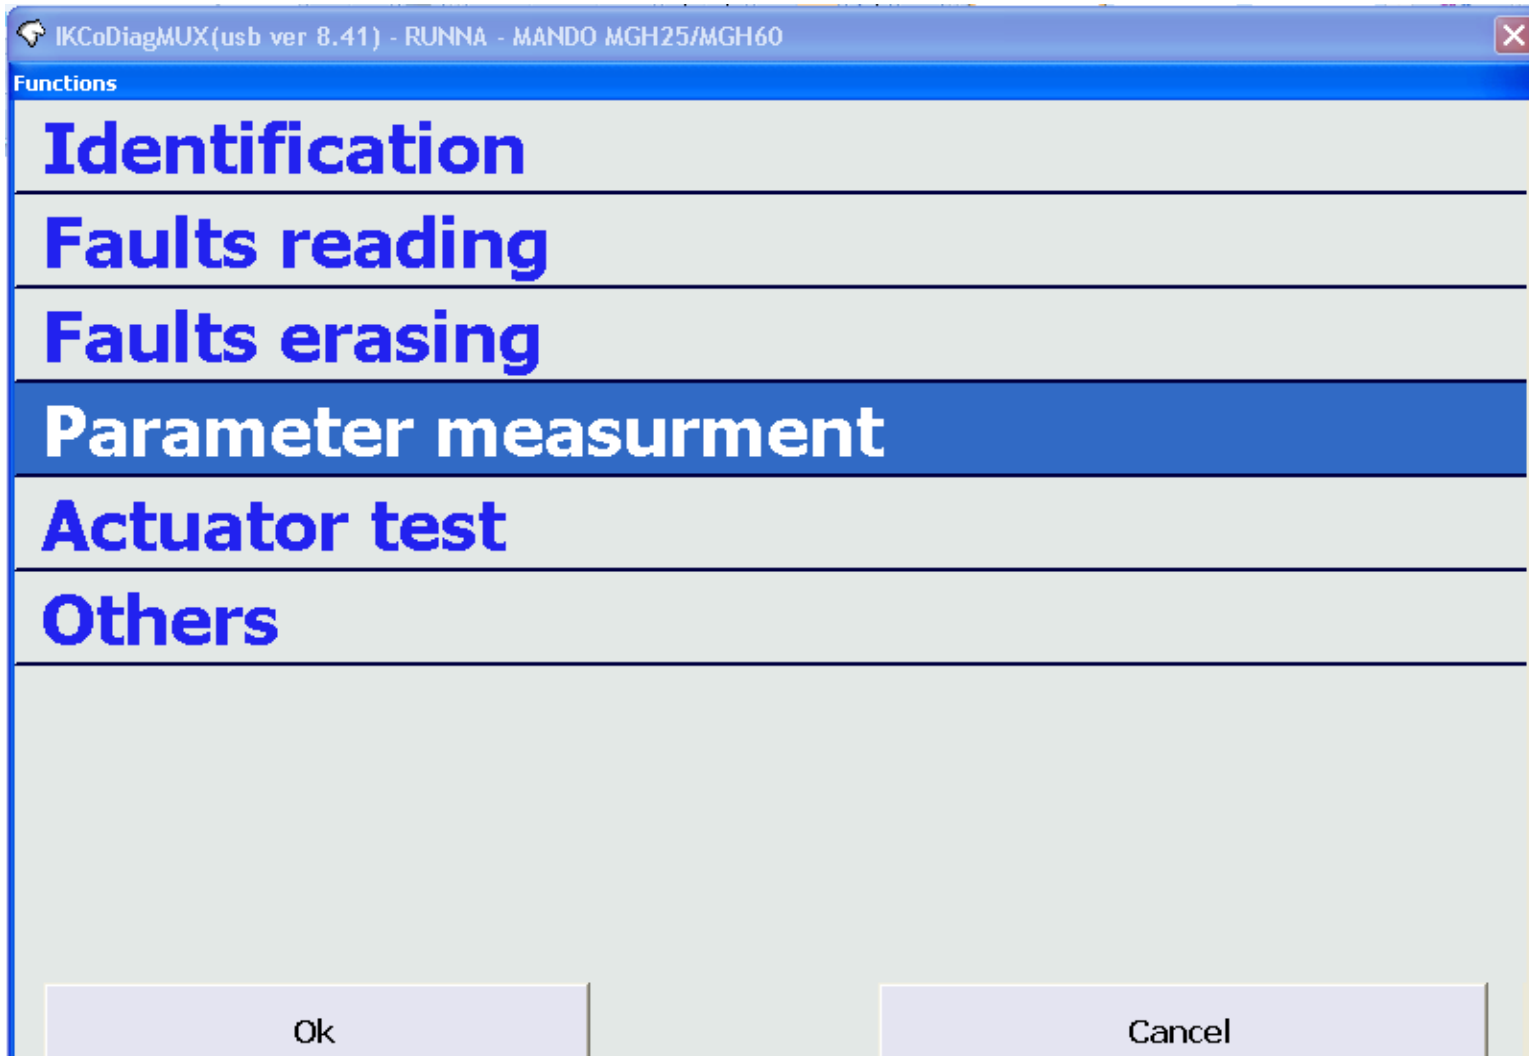 IKCoDiagMUX(usb ver 8.41) - RUNNA - MANDO MGH25/MGH60
Functions
Identification
Faults reading
Faults erasing
Parameter measurment
Actuator test
Others
Ok
Cancel